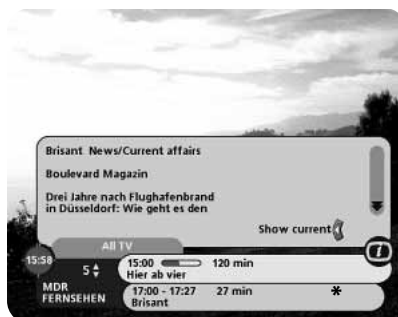 Brisant News/Current affairs
Boulevard Magazin
Drei Jahre nach Flughafenbrand
in Düsseldorf: Wie geht es den
Show current
i
All TV
15:58
5
15:00 120 min
Hier ab vier
MDR
FERNSEHEN
17:00 - 17:27 27 min *
Brisant